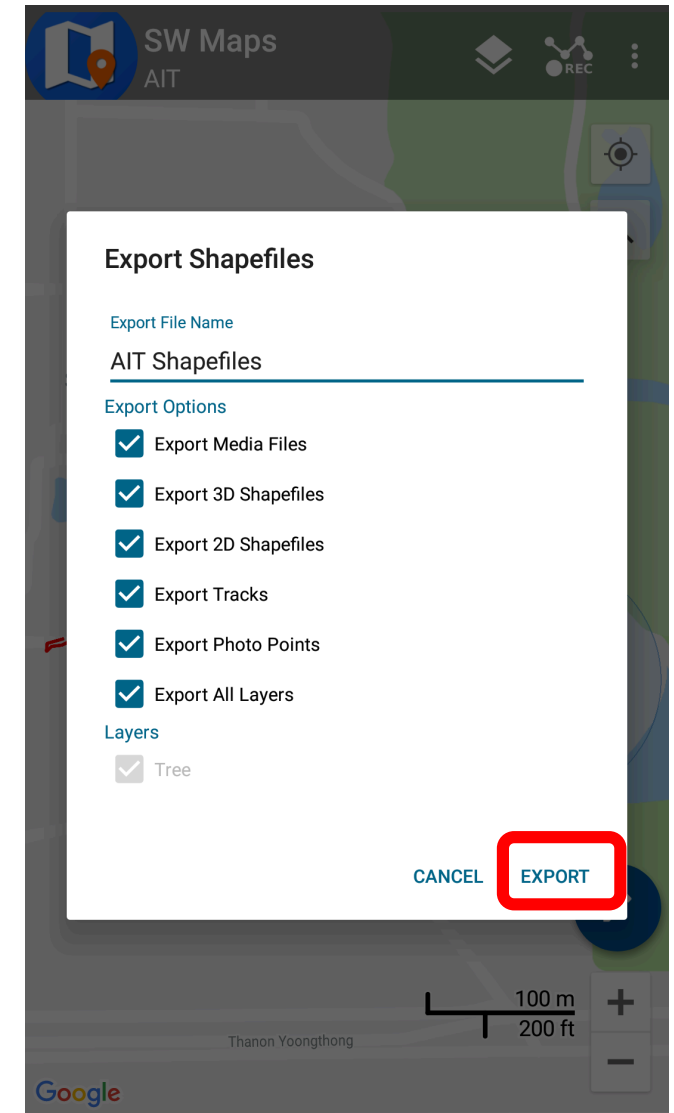 SW Maps
AIT
REC
Export Shapefiles
Export File Name
AIT Shapefiles
Export Options
Export Media Files
Export 3D Shapefiles
Export 2D Shapefiles
Export Tracks
Export Photo Points
Export All Layers
Layers
Tree
CANCEL EXPORT
100 m
200 ft
Thanon Yoongthong
Google